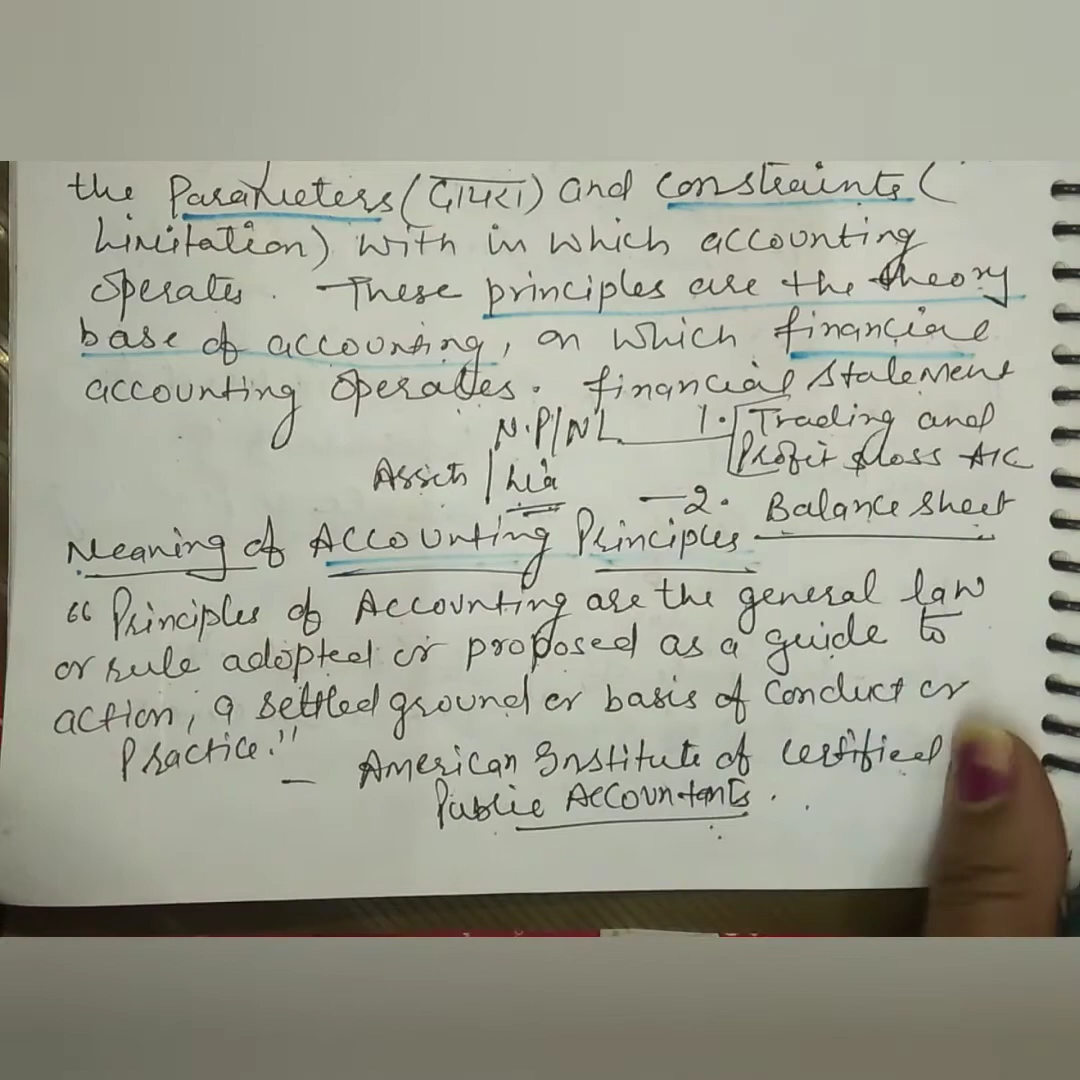 the Parameters (दायरा) and constraints (
Limitation) with in which accounting
operates. These principles are the theory
base of accounting, on which financial
accounting operates. financial statement
N.P/NL 1. Trading and
Profit & loss A/C
Assets / Lia
2. Balance sheet
Meaning of Accounting Principles
"Principles of Accounting are the general law
or rule adopted or proposed as a guide to
action, a settled ground or basis of conduct or
Practice."
— American Institute of certified
Public Accountants.